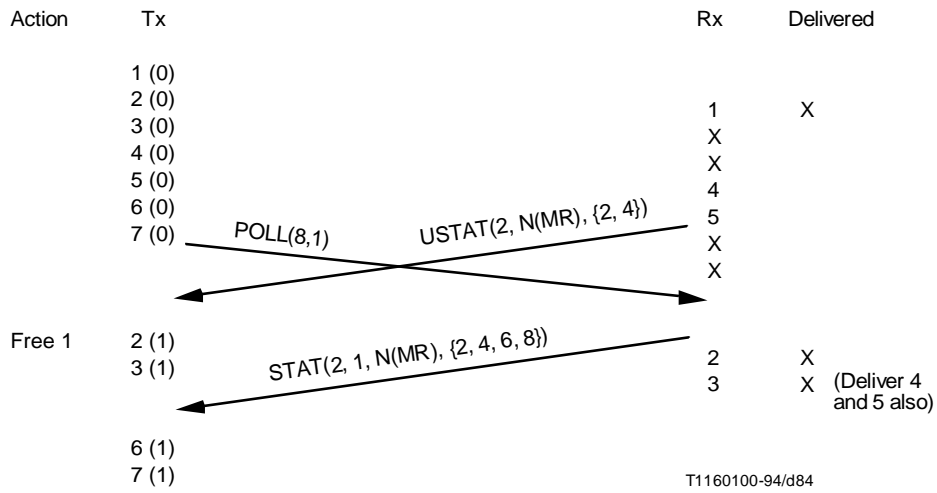 Action Tx Rx Delivered
1 (0)
2 (0)
1 X
3 (0)
X
4 (0)
X
5 (0)
4
6 (0)
5
7 (0)
POLL(8,1)
USTAT(2, N(MR), {2, 4})
X
X
Free 1 2 (1)
3 (1)
STAT(2, 1, N(MR), {2, 4, 6, 8})
2 X
3 X (Deliver 4
and 5 also)
6 (1)
7 (1)
T1160100-94/d84